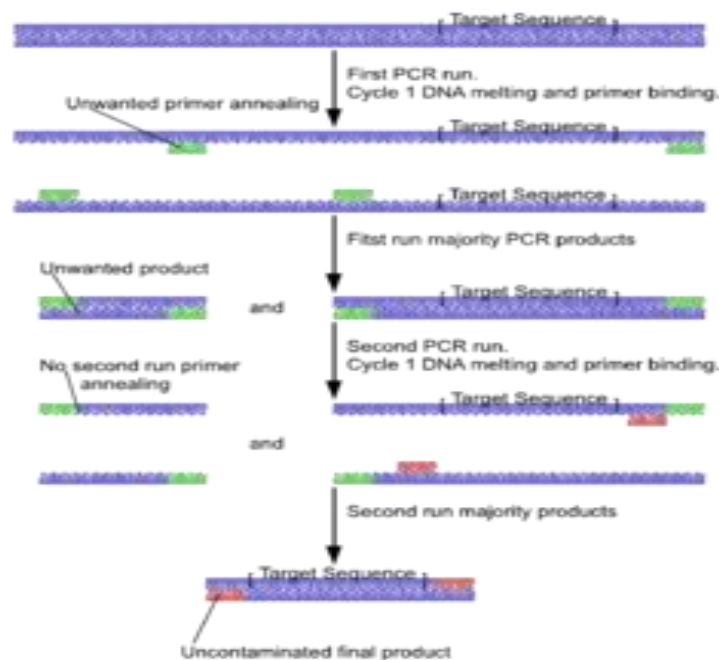 Target Sequence
First PCR run.
Cycle 1 DNA melting and primer binding.
Unwanted primer annealing
Target Sequence
Target Sequence
Fitst run majority PCR products
Unwanted product
Target Sequence
and
Second PCR run.
Cycle 1 DNA melting and primer binding.
No second run primer
annealing
Target Sequence
and
Second run majority products
Target Sequence
Uncontaminated final product